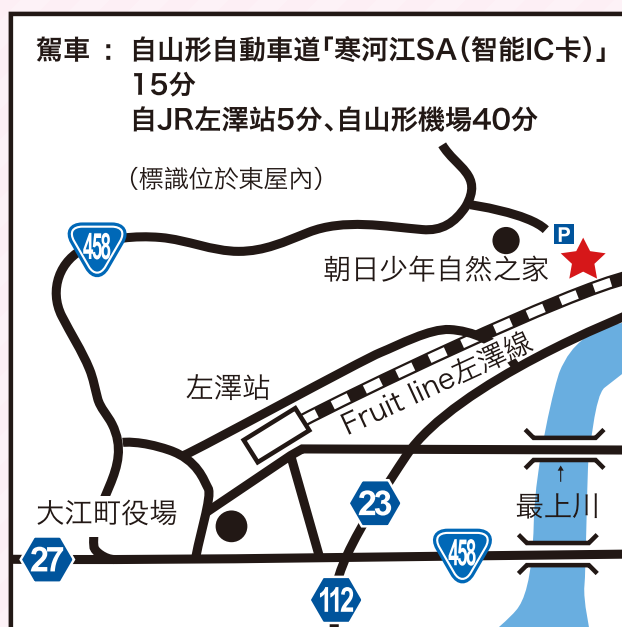 駕車：自山形自動車道「寒河江SA（智能IC卡）」
15分
自JR左澤站5分、自山形機場40分
（標識位於東屋內）
458
P
朝日少年自然之家
左澤站
Fruit line左澤線
大江町役場
23
↑
最上川
27
458
112